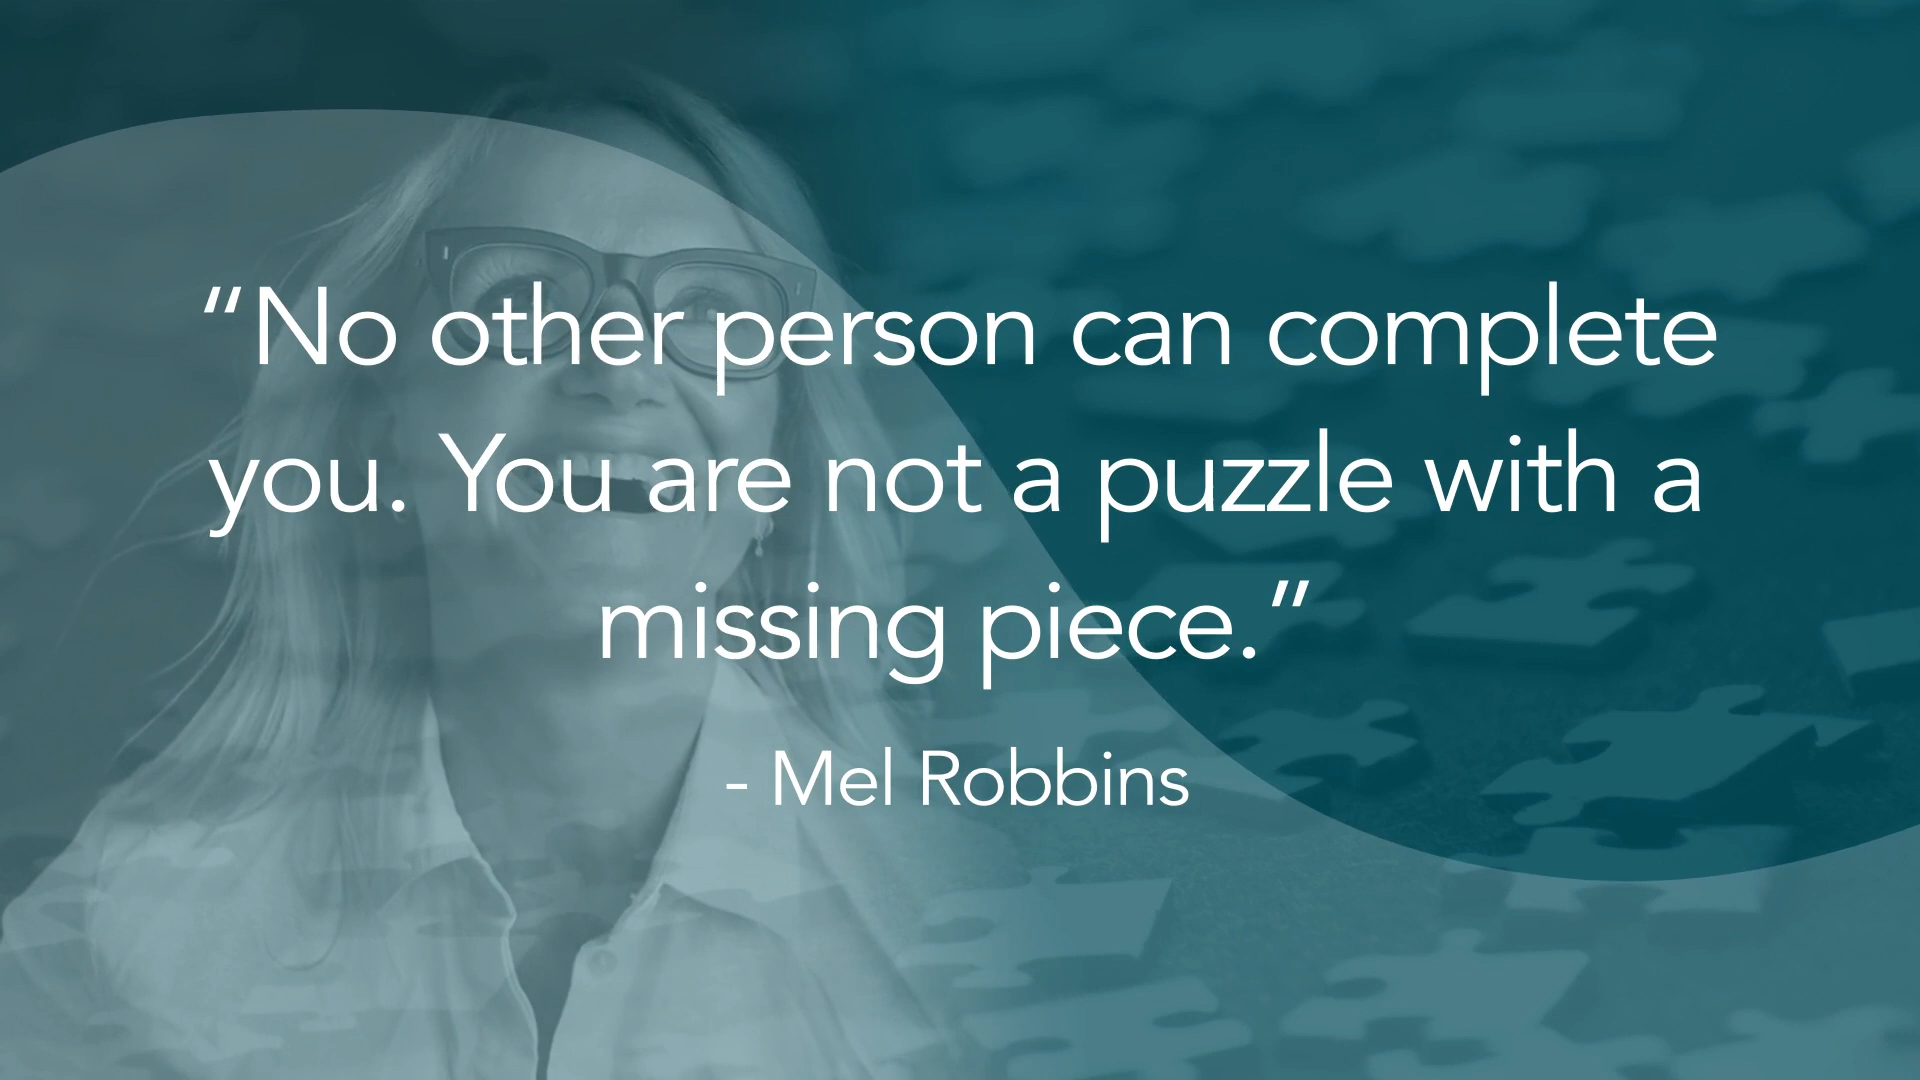 “No other person can complete
you. You are not a puzzle with a
missing piece.”
- Mel Robbins